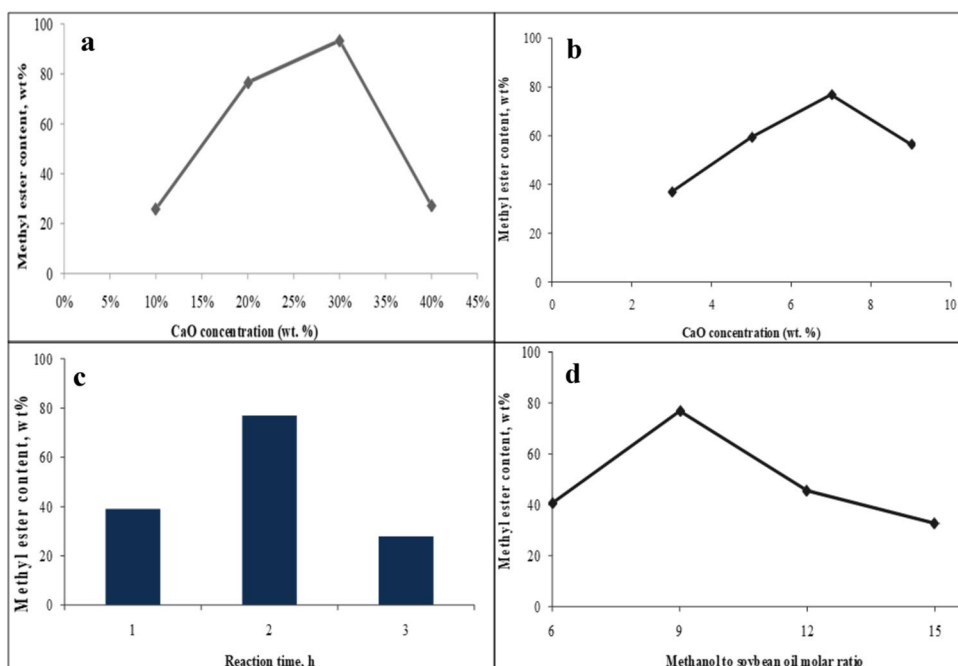 a
Methyl ester content, wt%
100
80
60
40
20
0
0% 5% 10% 15% 20% 25% 30% 35% 40% 45%
CaO concentration (wt. %)
b
Methyl ester content, wt%
100
80
60
40
20
0
0 2 4 6 8 10
CaO concentration (wt. %)
c
Methyl ester content, wt%
100
80
60
40
20
0
1 2 3
Reaction time, h
d
Methyl ester content, wt%
100
80
60
40
20
0
6 9 12 15
Methanol to soybean oil molar ratio